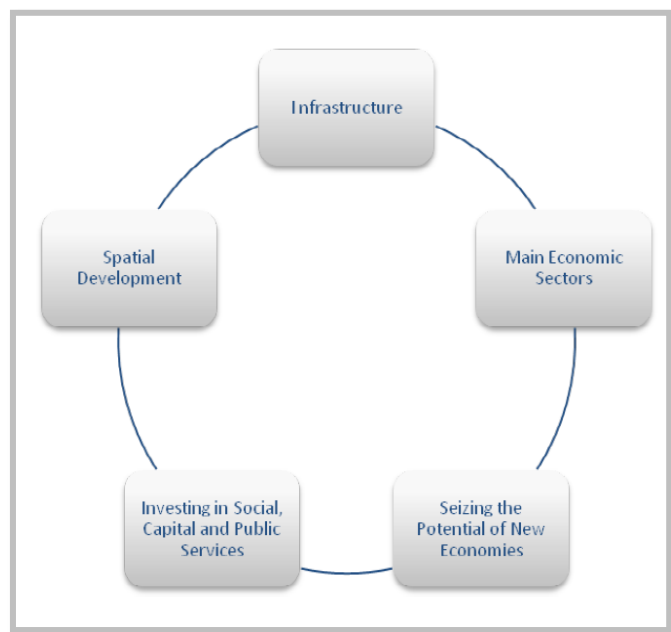 Infrastructure
Main Economic
Sectors
Seizing the
Potential of New
Economies
Investing in Social,
Capital and Public
Services
Spatial
Development